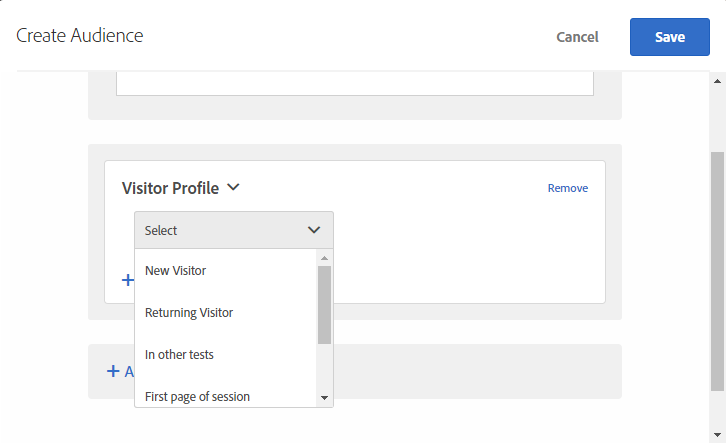 Create Audience
Cancel
Save
Visitor Profile
Remove
Select
New Visitor
Returning Visitor
In other tests
First page of session
+
+ A